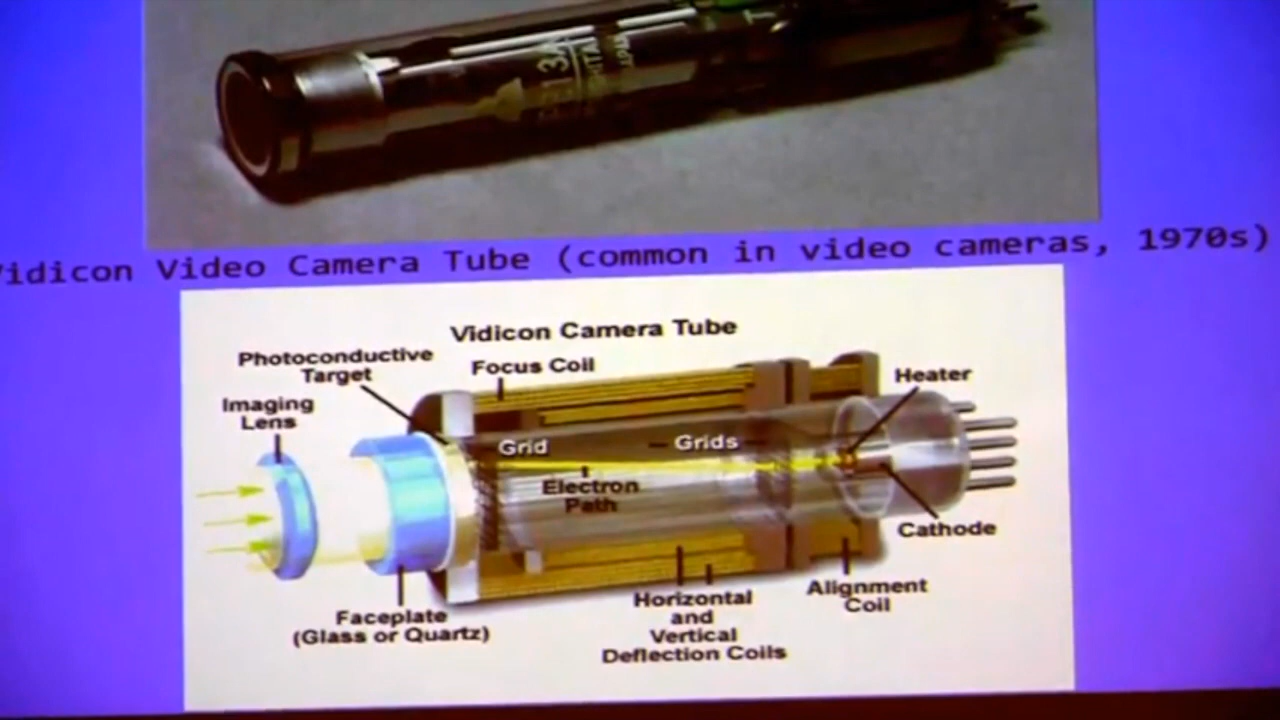 Vidicon Video Camera Tube (common in video cameras, 1970s)
Vidicon Camera Tube
Photoconductive
Target
Focus Coil
Heater
Imaging
Lens
Grid
Grids
Electron
Path
Cathode
Faceplate
(Glass or Quartz)
Horizontal
and
Vertical
Deflection Coils
Alignment
Coil